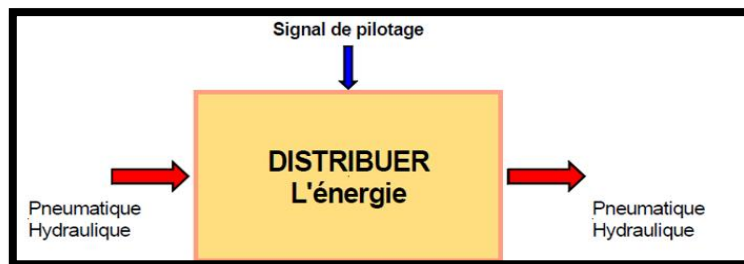 Signal de pilotage
DISTRIBUER
L'énergie
Pneumatique
Hydraulique
Pneumatique
Hydraulique